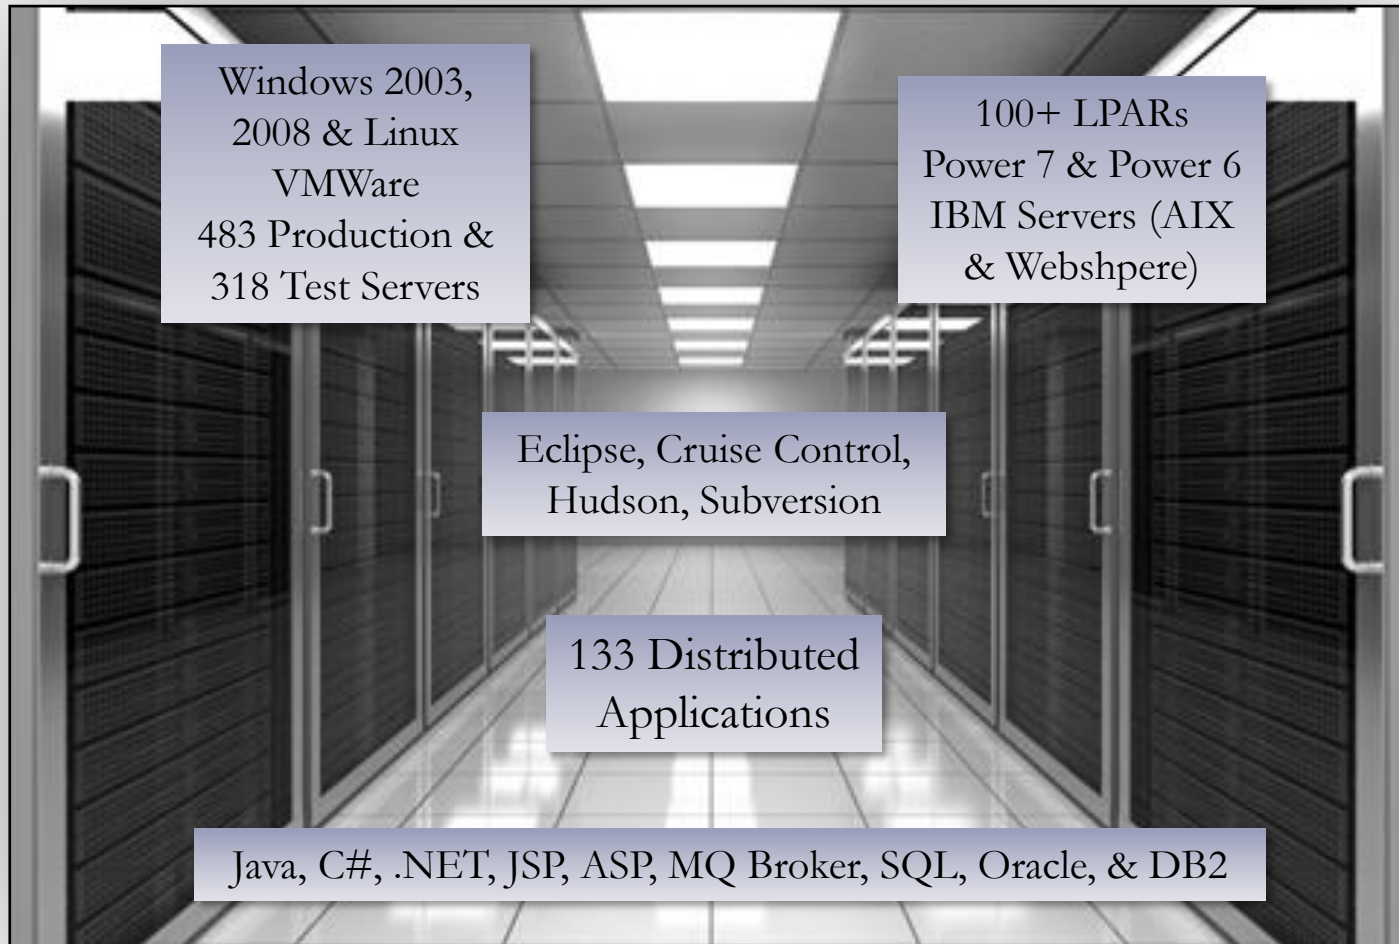 Windows 2003,
2008 & Linux
VMWare
483 Production &
318 Test Servers
100+ LPARs
Power 7 & Power 6
IBM Servers (AIX
& Webshpere)
Eclipse, Cruise Control,
Hudson, Subversion
133 Distributed
Applications
Java, C#, .NET, JSP, ASP, MQ Broker, SQL, Oracle, & DB2